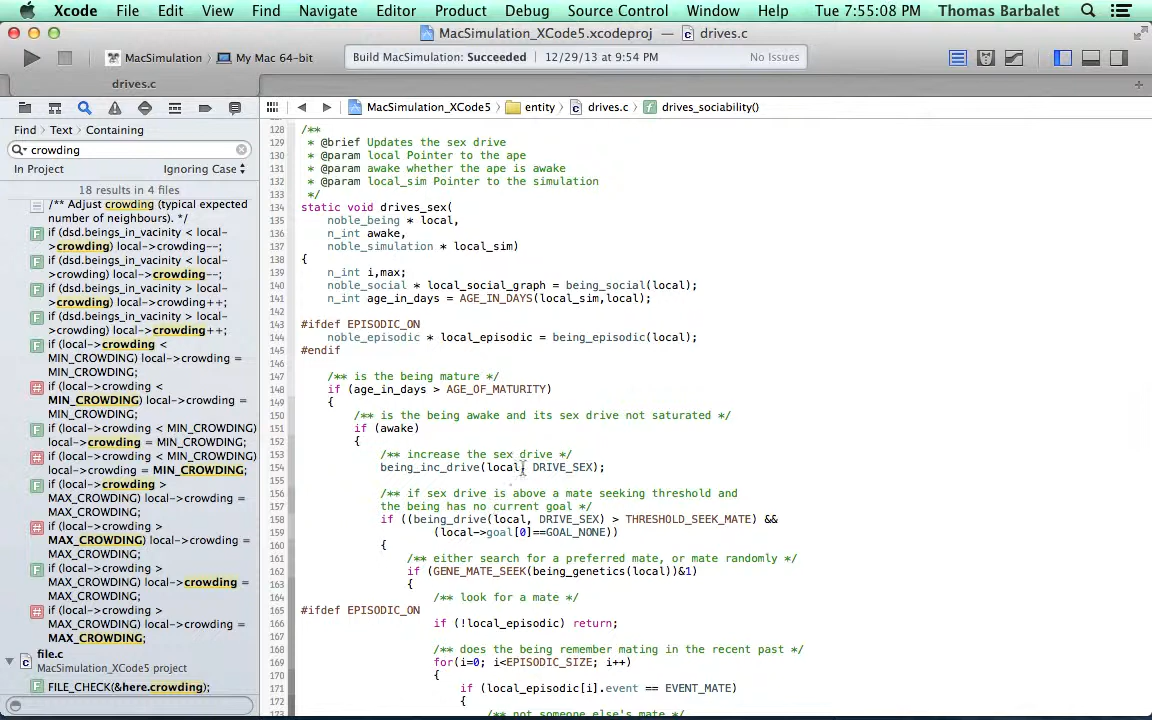 Xcode File Edit View Find Navigate Editor Product Debug Source Control Window Help Tue 7:55:08 PM Thomas Barbalet
MacSimulation_XCode5.xcodeproj — drives.c
MacSimulation My Mac 64-bit
Build MacSimulation: Succeeded 12/29/13 at 9:54 PM No Issues
drives.c
MacSimulation_XCode5 entity drives.c drives_sociability()
Find Text Containing
crowding
In Project Ignoring Case
18 results in 4 files
/** Adjust crowding (typical expected
number of neighbours). */
if (dsd.beings_in_vacinity < local-
>crowding) local->crowding--;
if (dsd.beings_in_vacinity < local-
>crowding) local->crowding--;
if (dsd.beings_in_vacinity > local-
>crowding) local->crowding++;
if (dsd.beings_in_vacinity > local-
>crowding) local->crowding++;
if (local->crowding <
MIN_CROWDING) local->crowding =
MIN_CROWDING;
if (local->crowding <
MIN_CROWDING) local->crowding =
MIN_CROWDING;
if (local->crowding < MIN_CROWDING)
local->crowding = MIN_CROWDING;
if (local->crowding < MIN_CROWDING)
local->crowding = MIN_CROWDING;
if (local->crowding >
MAX_CROWDING) local->crowding =
MAX_CROWDING;
if (local->crowding >
MAX_CROWDING) local->crowding =
MAX_CROWDING;
if (local->crowding >
MAX_CROWDING) local->crowding =
MAX_CROWDING;
if (local->crowding >
MAX_CROWDING) local->crowding =
MAX_CROWDING;
file.c
MacSimulation_XCode5 project
FILE_CHECK(&here.crowding);
128 /**
129 * @brief Updates the sex drive
130 * @param local Pointer to the ape
131 * @param awake whether the ape is awake
132 * @param local_sim Pointer to the simulation
133 */
134 static void drives_sex(
135 noble_being * local,
136 n_int awake,
137 noble_simulation * local_sim)
138 {
139 n_int i,max;
140 noble_social * local_social_graph = being_social(local);
141 n_int age_in_days = AGE_IN_DAYS(local_sim,local);
142
143 #ifdef EPISODIC_ON
144 noble_episodic * local_episodic = being_episodic(local);
145 #endif
146
147 /** is the being mature */
148 if (age_in_days > AGE_OF_MATURITY)
149 {
150 /** is the being awake and its sex drive not saturated */
151 if (awake)
152 {
153 /** increase the sex drive */
154 being_inc_drive(local, DRIVE_SEX);
155
156 /** if sex drive is above a mate seeking threshold and
157 the being has no current goal */
158 if ((being_drive(local, DRIVE_SEX) > THRESHOLD_SEEK_MATE) &&
159 (local->goal[0]==GOAL_NONE))
160 {
161 /** either search for a preferred mate, or mate randomly */
162 if (GENE_MATE_SEEK(being_genetics(local))&1)
163 {
164 /** look for a mate */
165 #ifdef EPISODIC_ON
166 if (!local_episodic) return;
167
168 /** does the being remember mating in the recent past */
169 for(i=0; i<EPISODIC_SIZE; i++)
170 {
171 if (local_episodic[i].event == EVENT_MATE)
172 {
173 /** not someone else's mate */